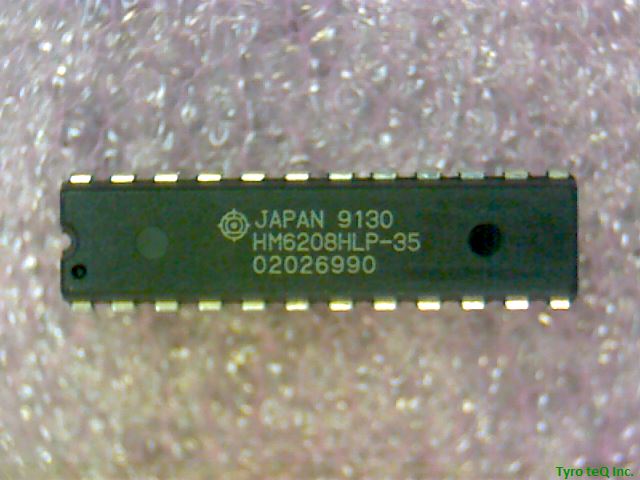 JAPAN 9130
HM6208HLP-35
02026990
Tyro teQ Inc.